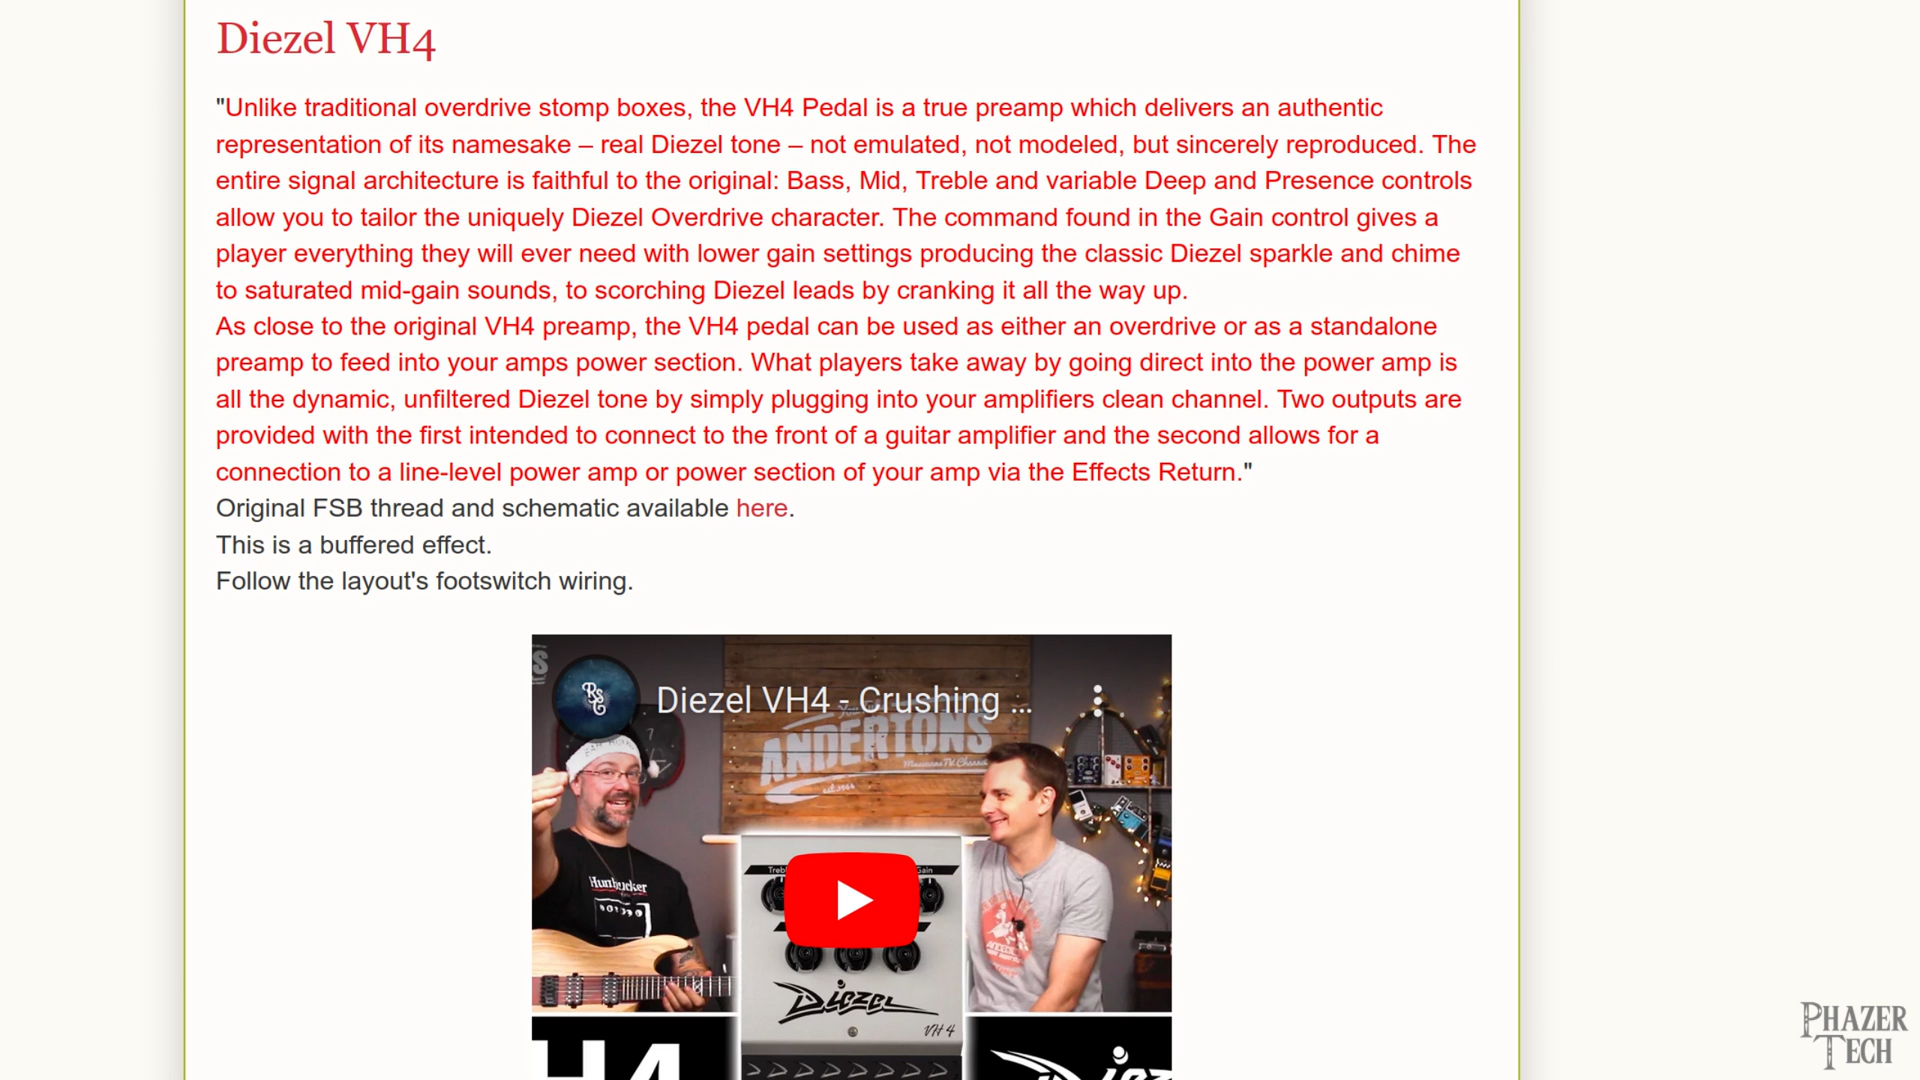 Diezel VH4
"Unlike traditional overdrive stomp boxes, the VH4 Pedal is a true preamp which delivers an authentic
representation of its namesake – real Diezel tone – not emulated, not modeled, but sincerely reproduced. The
entire signal architecture is faithful to the original: Bass, Mid, Treble and variable Deep and Presence controls
allow you to tailor the uniquely Diezel Overdrive character. The command found in the Gain control gives a
player everything they will ever need with lower gain settings producing the classic Diezel sparkle and chime
to saturated mid-gain sounds, to scorching Diezel leads by cranking it all the way up.
As close to the original VH4 preamp, the VH4 pedal can be used as either an overdrive or as a standalone
preamp to feed into your amps power section. What players take away by going direct into the power amp is
all the dynamic, unfiltered Diezel tone by simply plugging into your amplifiers clean channel. Two outputs are
provided with the first intended to connect to the front of a guitar amplifier and the second allows for a
connection to a line-level power amp or power section of your amp via the Effects Return."
Original FSB thread and schematic available here.
This is a buffered effect.
Follow the layout's footswitch wiring.
Diezel VH4 - Crushing ...
ANDERTONS
Gain
Diezel
VH4
H4
PHAZER
TECH